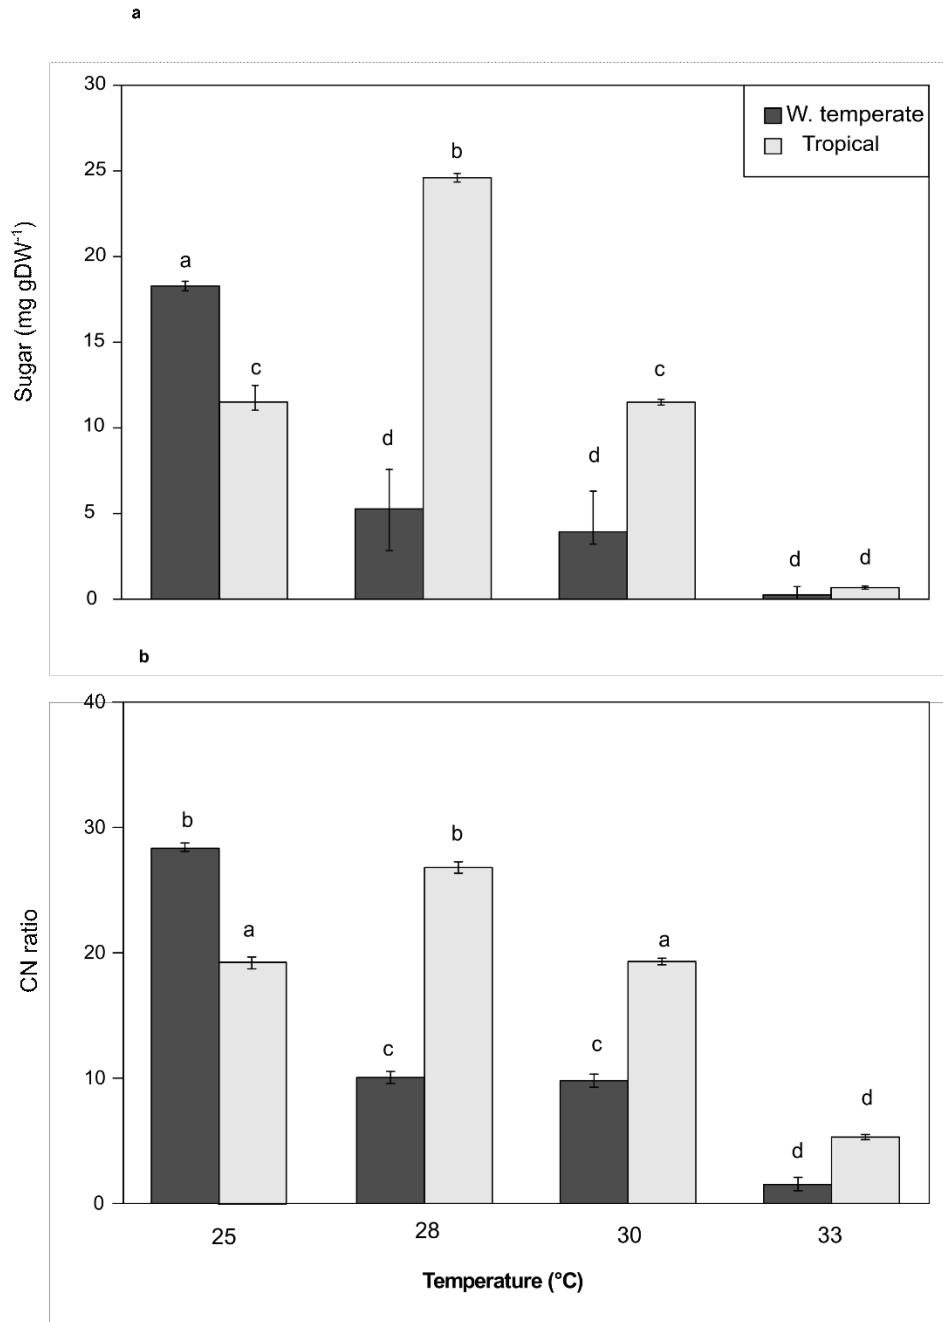 a
30
25
20
15
10
5
0
Sugar (mg gDW⁻¹)
W. temperate
Tropical
a
c
d
b
d
c
d
d
b
40
30
20
10
0
CN ratio
b
a
c
b
c
a
d
d
25
28
30
33
Temperature (°C)